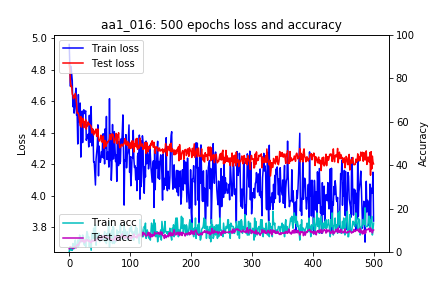 aa1_016: 500 epochs loss and accuracy
Train loss
Test loss
Train acc
Test acc
Loss
5.0
4.8
4.6
4.4
4.2
4.0
3.8
Accuracy
100
80
60
40
20
0
0 100 200 300 400 500